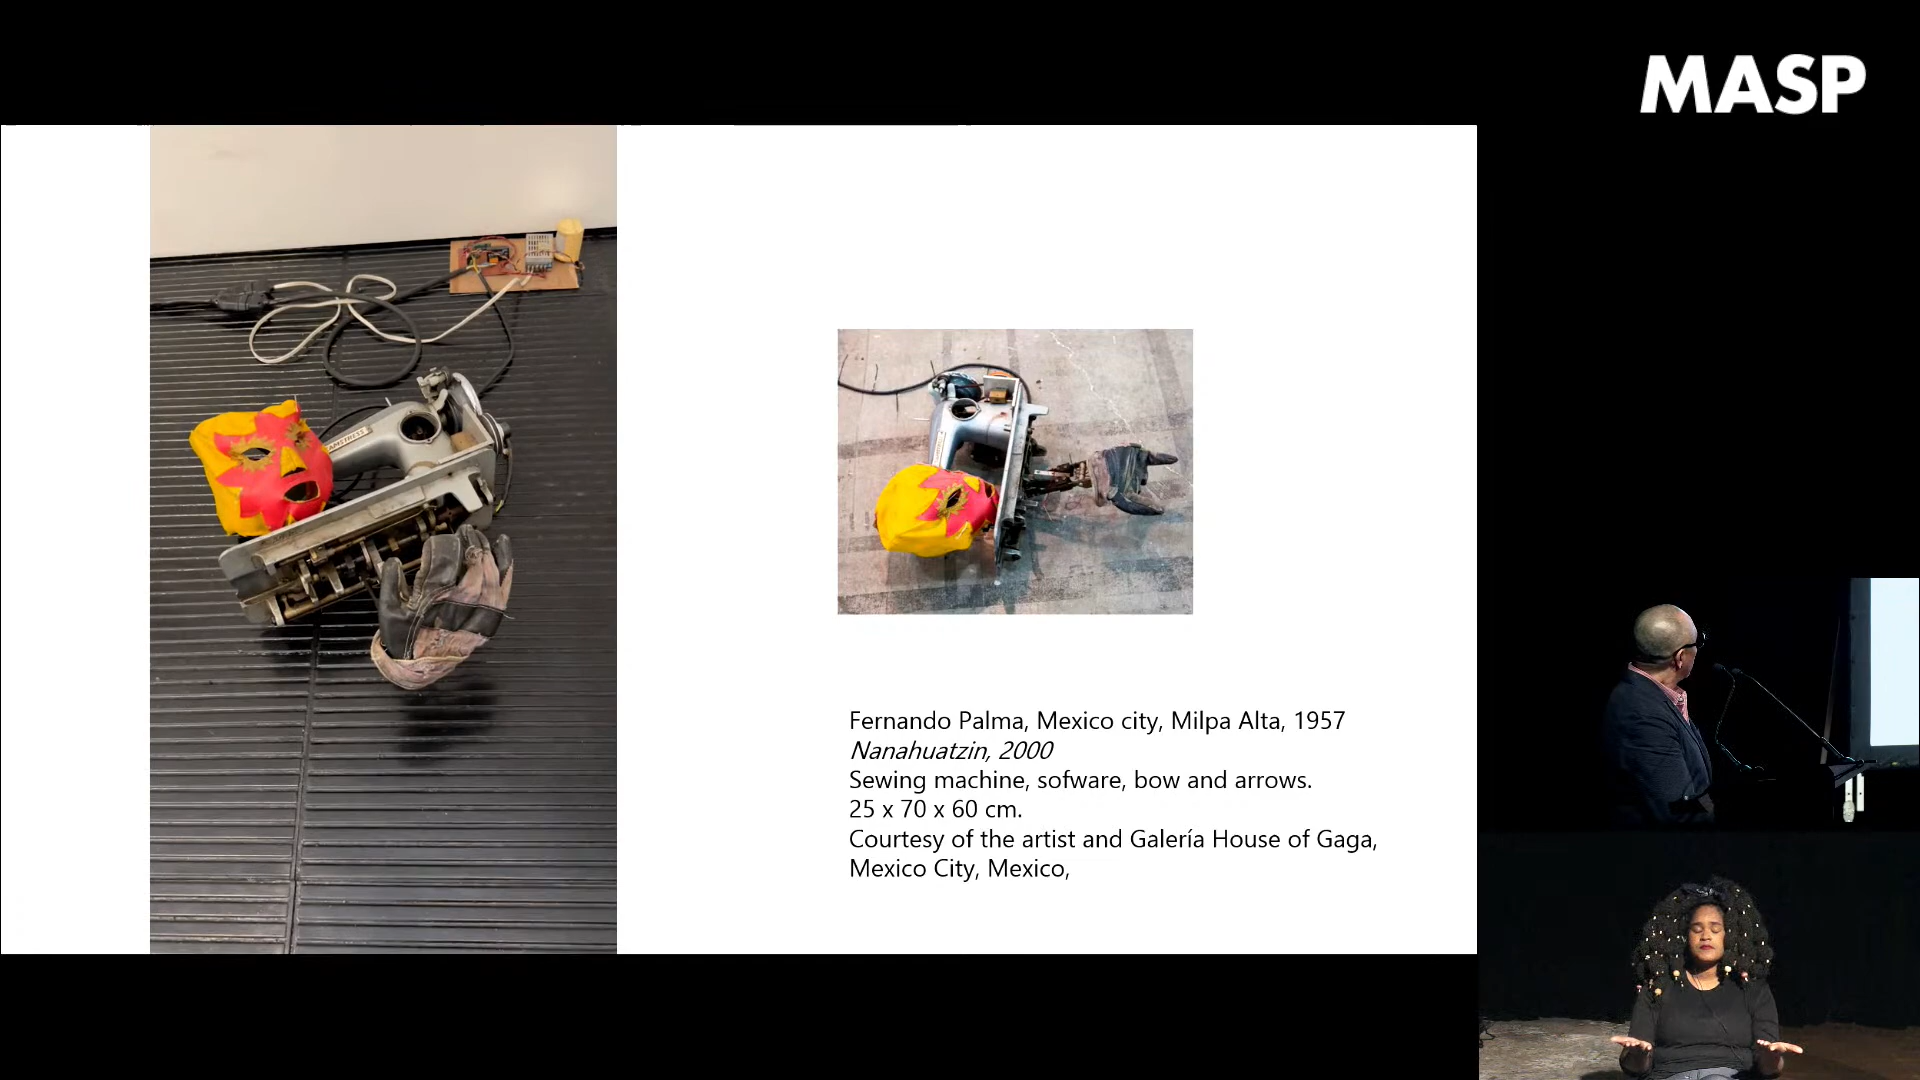 MASP
Fernando Palma, Mexico city, Milpa Alta, 1957
Nanahuatzin, 2000
Sewing machine, sofware, bow and arrows.
25 x 70 x 60 cm.
Courtesy of the artist and Galería House of Gaga,
Mexico City, Mexico,